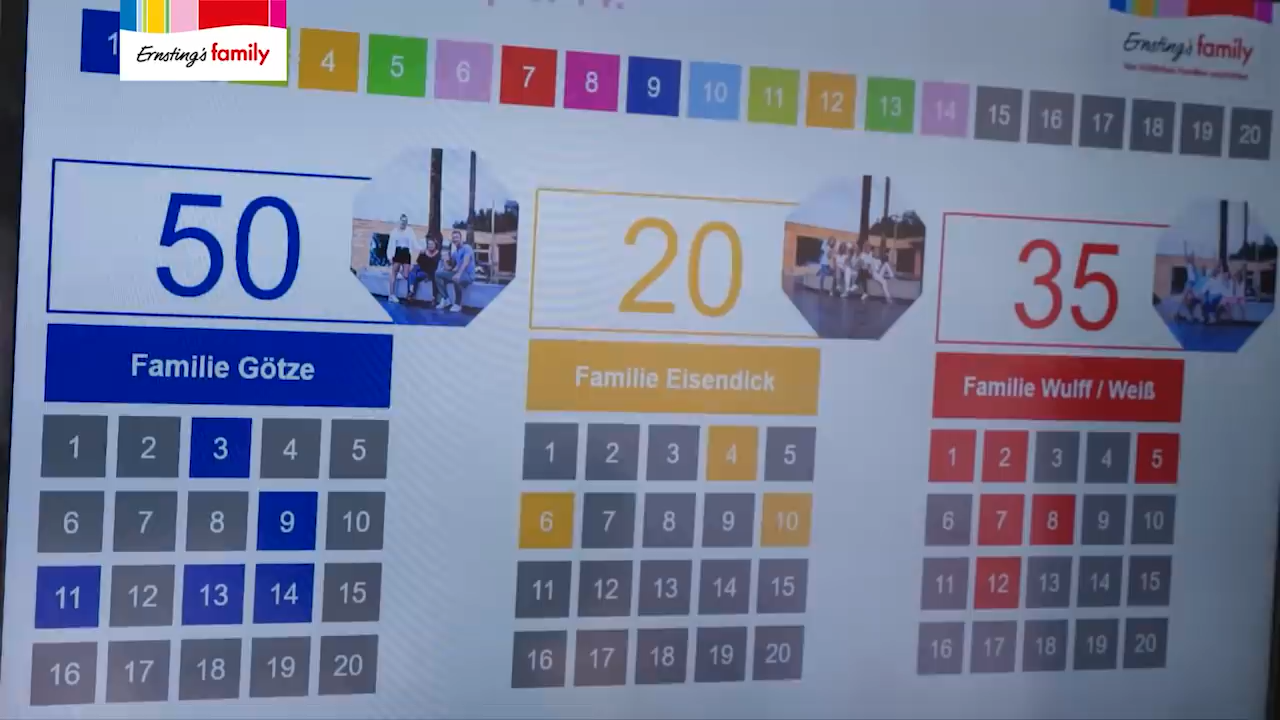 Ernsting's family
Ernsting's family
1 4 5 6 7 8 9 10 11 12 13 14 15 16 17 18 19 20
50
20
35
Familie Götze
Familie Eisendick
Familie Wulff / Weiß
1 2 3 4 5
6 7 8 9 10
11 12 13 14 15
16 17 18 19 20
1 2 3 4 5
6 7 8 9 10
11 12 13 14 15
16 17 18 19 20
1 2 3 4 5
6 7 8 9 10
11 12 13 14 15
16 17 18 19 20